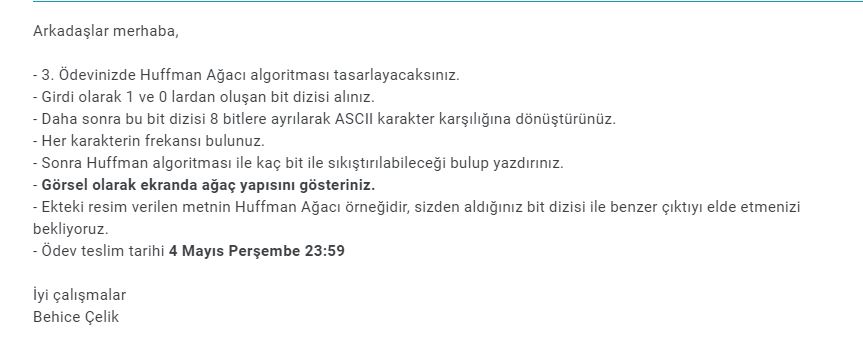 Arkadaşlar merhaba,
- 3. Ödevinizde Huffman Ağacı algoritması tasarlayacaksınız.
- Girdi olarak 1 ve 0 lardan oluşan bit dizisi alınız.
- Daha sonra bu bit dizisi 8 bitlere ayrılarak ASCII karakter karşılığına dönüştürünüz.
- Her karakterin frekansı bulunuz.
- Sonra Huffman algoritması ile kaç bit ile sıkıştırılabileceği bulup yazdırınız.
- Görsel olarak ekranda ağaç yapısını gösteriniz.
- Ekteki resim verilen metnin Huffman Ağacı örneğidir, sizden aldığınız bit dizisi ile benzer çıktıyı elde etmenizi
bekliyoruz.
- Ödev teslim tarihi 4 Mayıs Perşembe 23:59
İyi çalışmalar
Behice Çelik